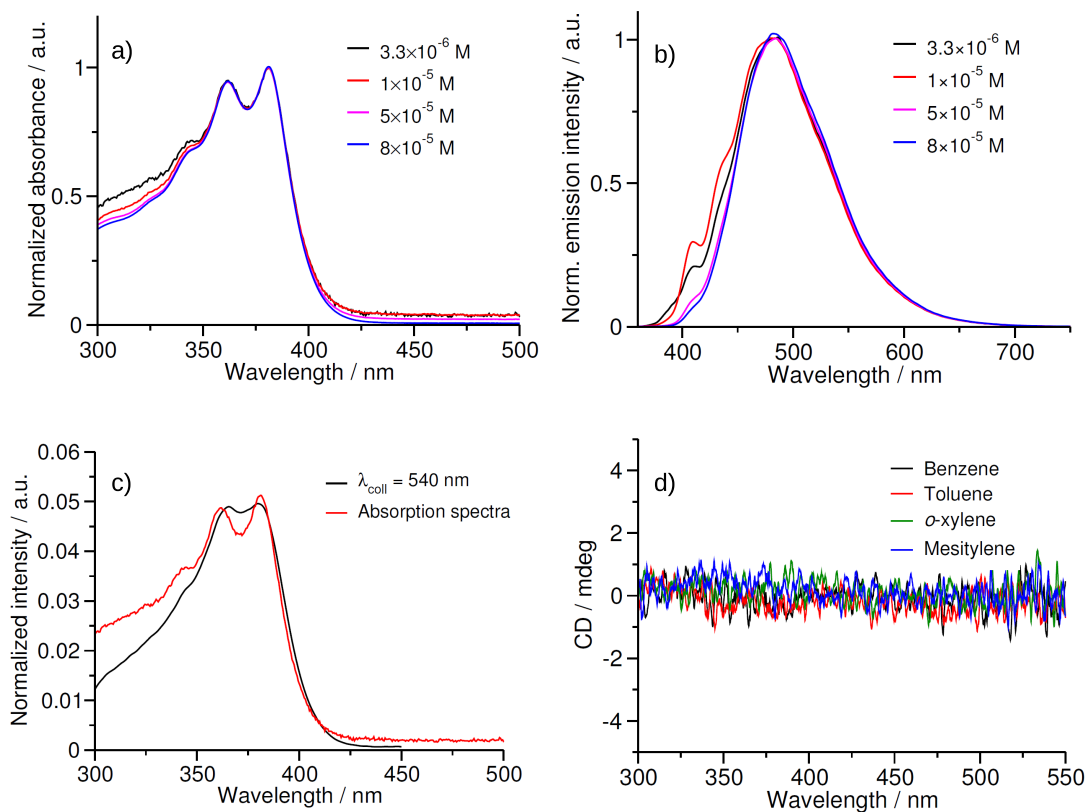 a)
3.3×10⁻⁶ M
1×10⁻⁵ M
5×10⁻⁵ M
8×10⁻⁵ M
Normalized absorbance / a.u.
1
0.5
0
300 350 400 450 500
Wavelength / nm
b)
3.3×10⁻⁶ M
1×10⁻⁵ M
5×10⁻⁵ M
8×10⁻⁵ M
Norm. emission intensity / a.u.
1
0.5
0
400 500 600 700
Wavelength / nm
c)
λcoll = 540 nm
Absorption spectra
Normalized intensity / a.u.
0.06
0.05
0.04
0.03
0.02
0.01
0
300 350 400 450 500
Wavelength / nm
d)
Benzene
Toluene
o-xylene
Mesitylene
CD / mdeg
4
2
0
-2
-4
300 350 400 450 500 550
Wavelength / nm